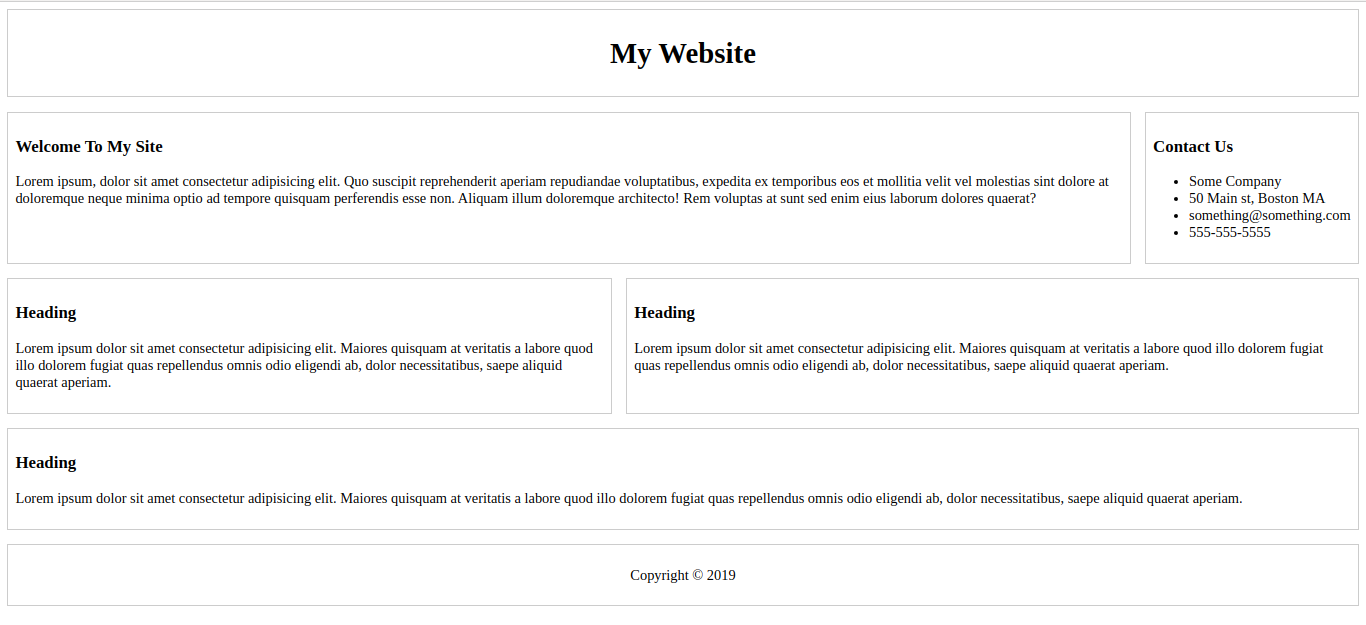 My Website
Welcome To My Site
Lorem ipsum, dolor sit amet consectetur adipisicing elit. Quo suscipit reprehenderit aperiam repudiandae voluptatibus, expedita ex temporibus eos et mollitia velit vel molestias sint dolore at
doloremque neque minima optio ad tempore quisquam perferendis esse non. Aliquam illum doloremque architecto! Rem voluptas at sunt sed enim eius laborum dolores quaerat?
Contact Us
• Some Company
• 50 Main st, Boston MA
• something@something.com
• 555-555-5555
Heading
Lorem ipsum dolor sit amet consectetur adipisicing elit. Maiores quisquam at veritatis a labore quod
illo dolorem fugiat quas repellendus omnis odio eligendi ab, dolor necessitatibus, saepe aliquid
quaerat aperiam.
Heading
Lorem ipsum dolor sit amet consectetur adipisicing elit. Maiores quisquam at veritatis a labore quod illo dolorem fugiat
quas repellendus omnis odio eligendi ab, dolor necessitatibus, saepe aliquid quaerat aperiam.
Heading
Lorem ipsum dolor sit amet consectetur adipisicing elit. Maiores quisquam at veritatis a labore quod illo dolorem fugiat quas repellendus omnis odio eligendi ab, dolor necessitatibus, saepe aliquid quaerat aperiam.
Copyright © 2019